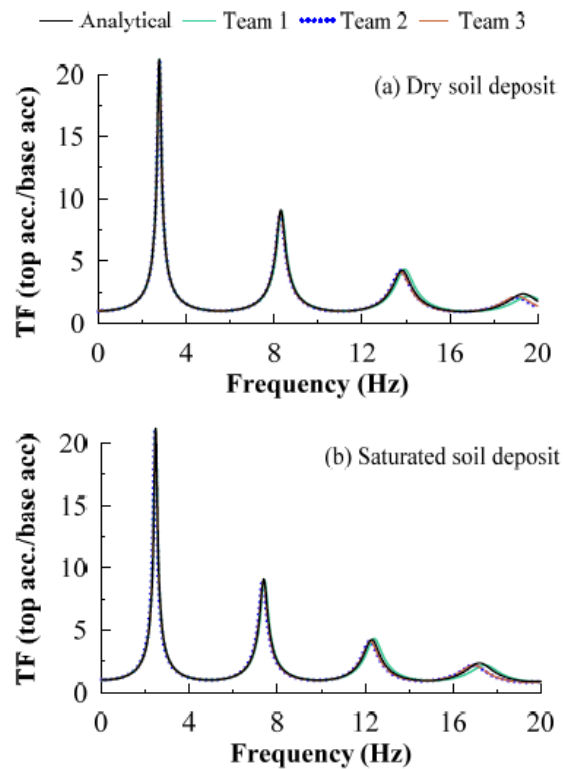 Analytical Team 1 Team 2 Team 3
(a) Dry soil deposit
TF (top acc./base acc)
20
15
10
5
0
0 4 8 12 16 20
Frequency (Hz)
(b) Saturated soil deposit
TF (top acc./base acc)
20
15
10
5
0
0 4 8 12 16 20
Frequency (Hz)